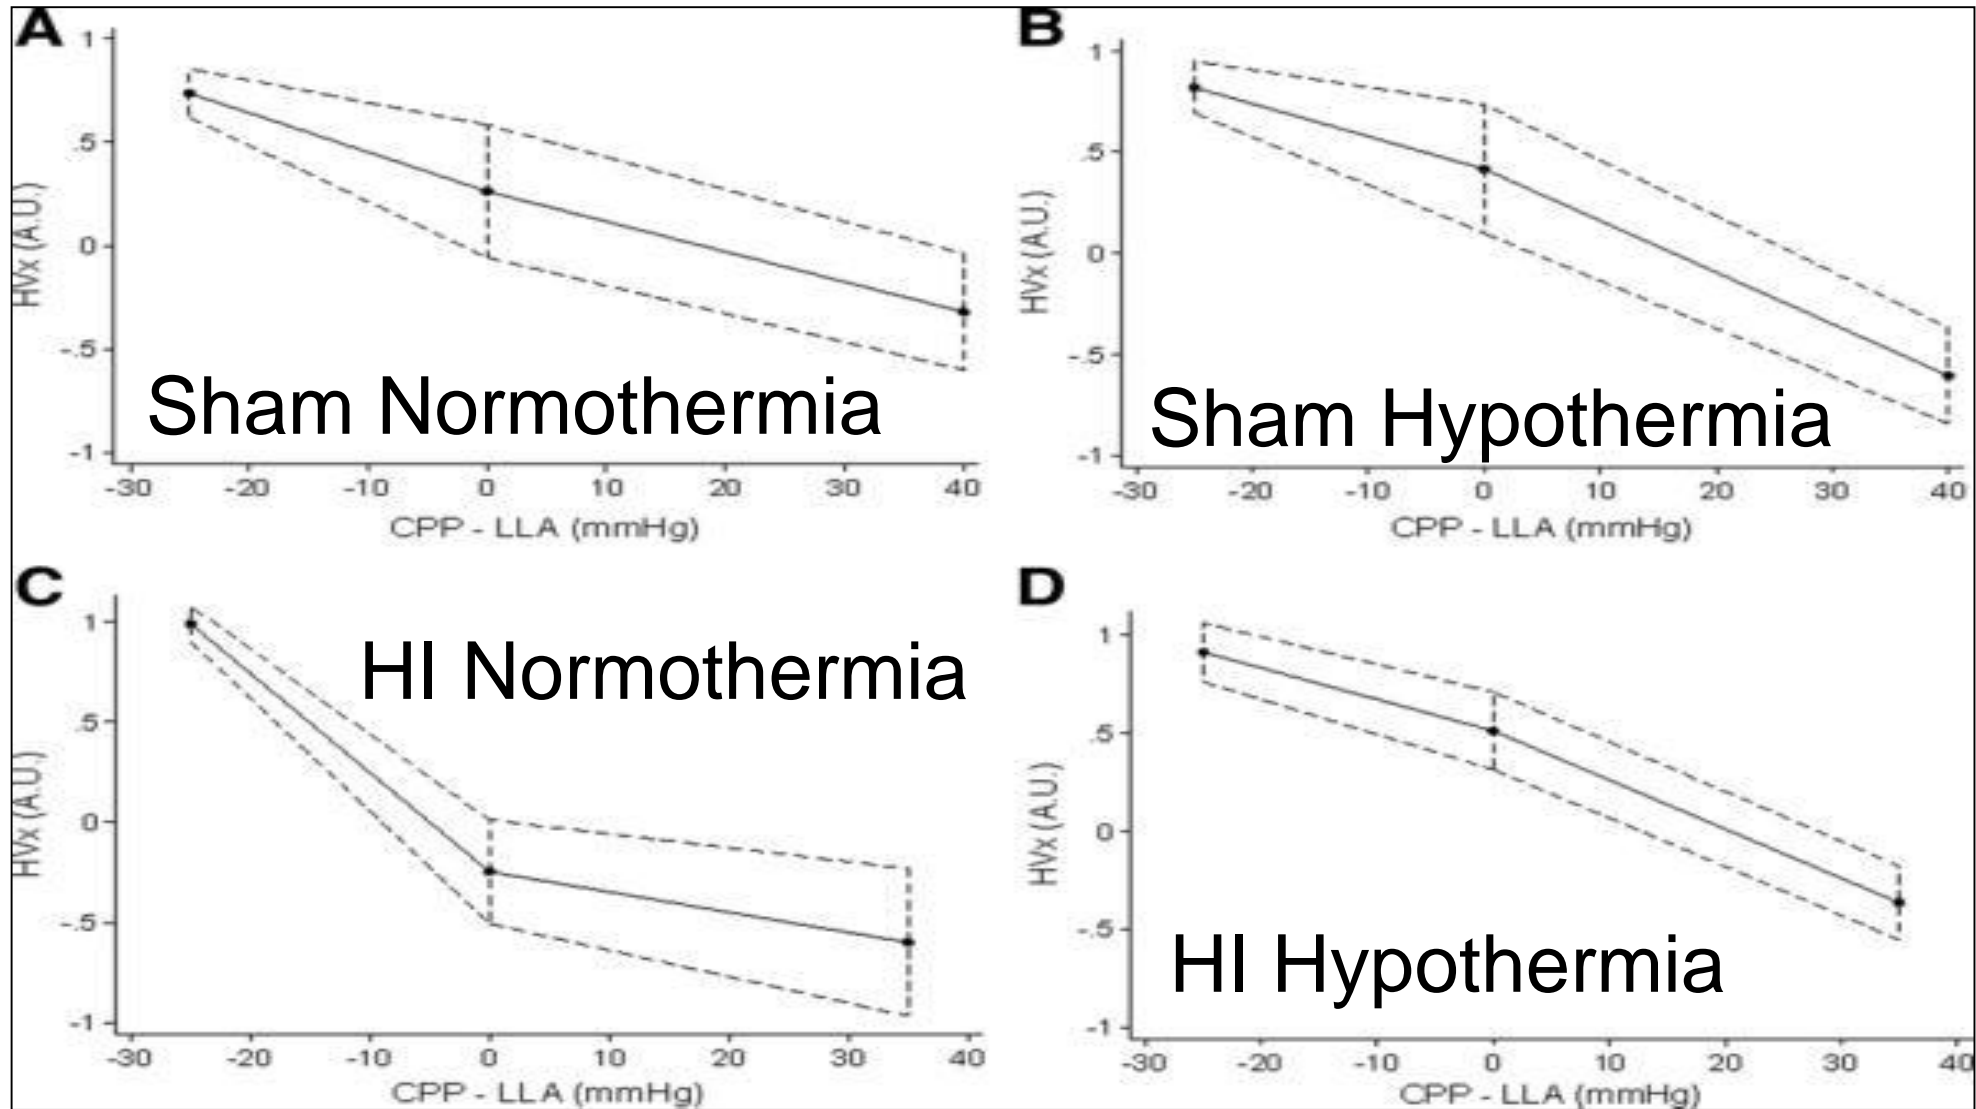 A
1
.5
0
-.5
-1
HVx (A.U.)
Sham Normothermia
-30 -20 -10 0 10 20 30 40
CPP - LLA (mmHg)
B
1
.5
0
-.5
-1
HVx (A.U.)
Sham Hypothermia
-30 -20 -10 0 10 20 30 40
CPP - LLA (mmHg)
C
1
.5
0
-.5
-1
HVx (A.U.)
HI Normothermia
-30 -20 -10 0 10 20 30 40
CPP - LLA (mmHg)
D
1
.5
0
-.5
-1
HVx (A.U.)
HI Hypothermia
-30 -20 -10 0 10 20 30 40
CPP - LLA (mmHg)